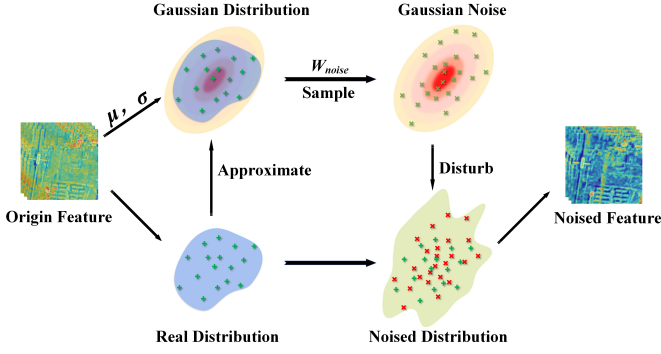 Gaussian Distribution
Gaussian Noise
μ, σ
W_noise
Sample
Approximate
Disturb
Origin Feature
Noised Feature
Real Distribution
Noised Distribution